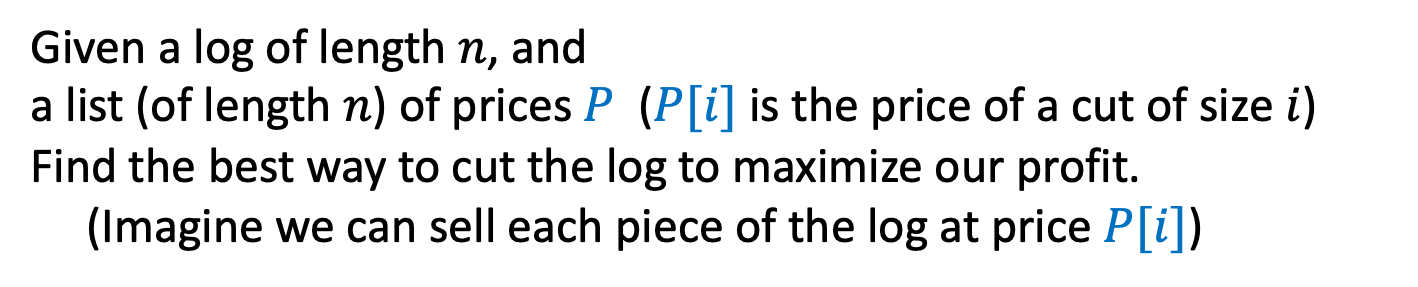 Given a log of length n, and
a list (of length n) of prices P (P[i] is the price of a cut of size i)
Find the best way to cut the log to maximize our profit.
(Imagine we can sell each piece of the log at price P[i])